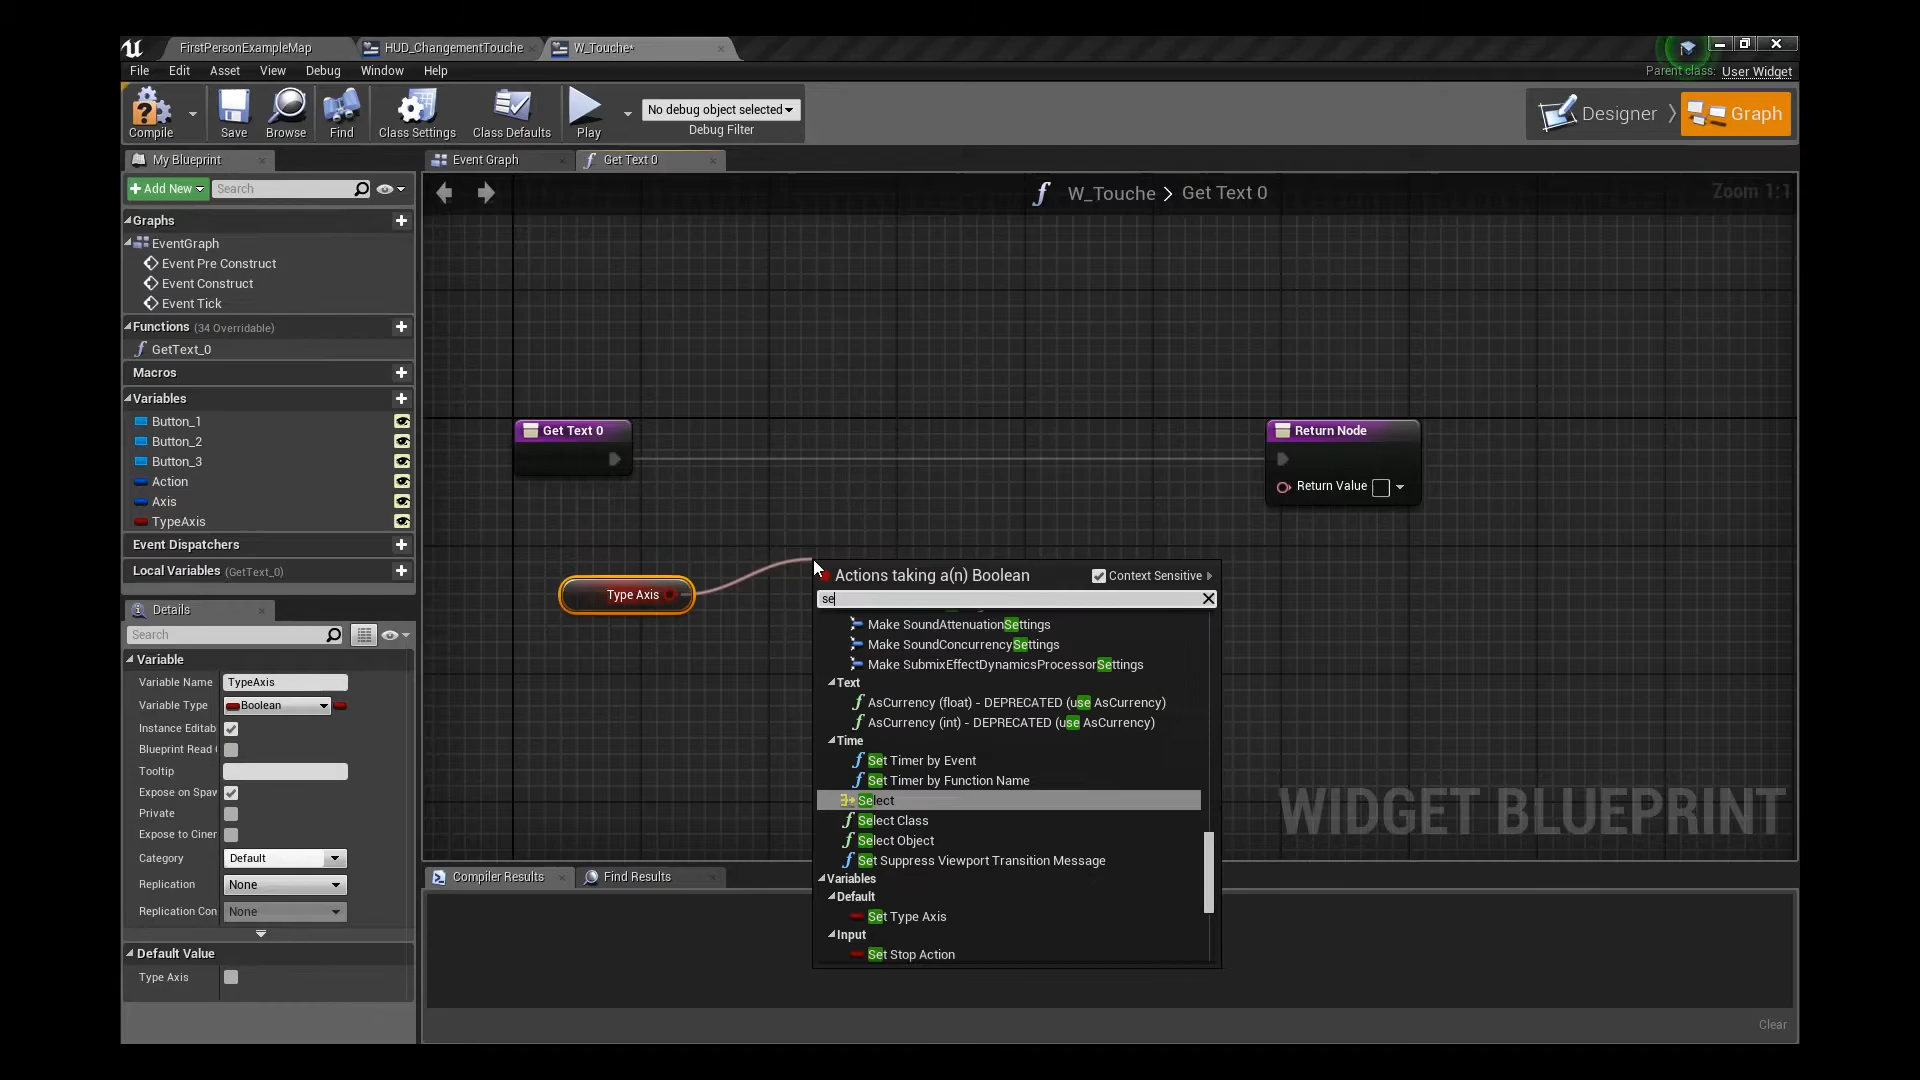 FirstPersonExampleMap
HUD_ChangementTouche
W_Touche*
File Edit Asset View Debug Window Help
Parent class: User Widget
Compile
Save
Browse
Find
Class Settings
Class Defaults
Play
No debug object selected
Debug Filter
Designer
Graph
My Blueprint
Event Graph
Get Text 0
Add New
Search
W_Touche > Get Text 0
Zoom 1:1
Graphs
EventGraph
Event Pre Construct
Event Construct
Event Tick
Functions (34 Overridable)
GetText_0
Macros
Variables
Button_1
Button_2
Button_3
Action
Axis
TypeAxis
Event Dispatchers
Local Variables (GetText_0)
Get Text 0
Return Node
Return Value
Type Axis
Actions taking a(n) Boolean
Context Sensitive
se
Make SoundAttenuationSettings
Make SoundConcurrencySettings
Make SubmixEffectDynamicsProcessorSettings
Text
AsCurrency (float) - DEPRECATED (use AsCurrency)
AsCurrency (int) - DEPRECATED (use AsCurrency)
Time
Set Timer by Event
Set Timer by Function Name
Select
Select Class
Select Object
Set Suppress Viewport Transition Message
Variables
Default
Set Type Axis
Input
Set Stop Action
WIDGET BLUEPRINT
Details
Search
Variable
Variable Name TypeAxis
Variable Type Boolean
Instance Editab
Blueprint Read
Tooltip
Expose on Spaw
Private
Expose to Ciner
Category Default
Replication None
Replication Con None
Default Value
Type Axis
Compiler Results
Find Results
Clear